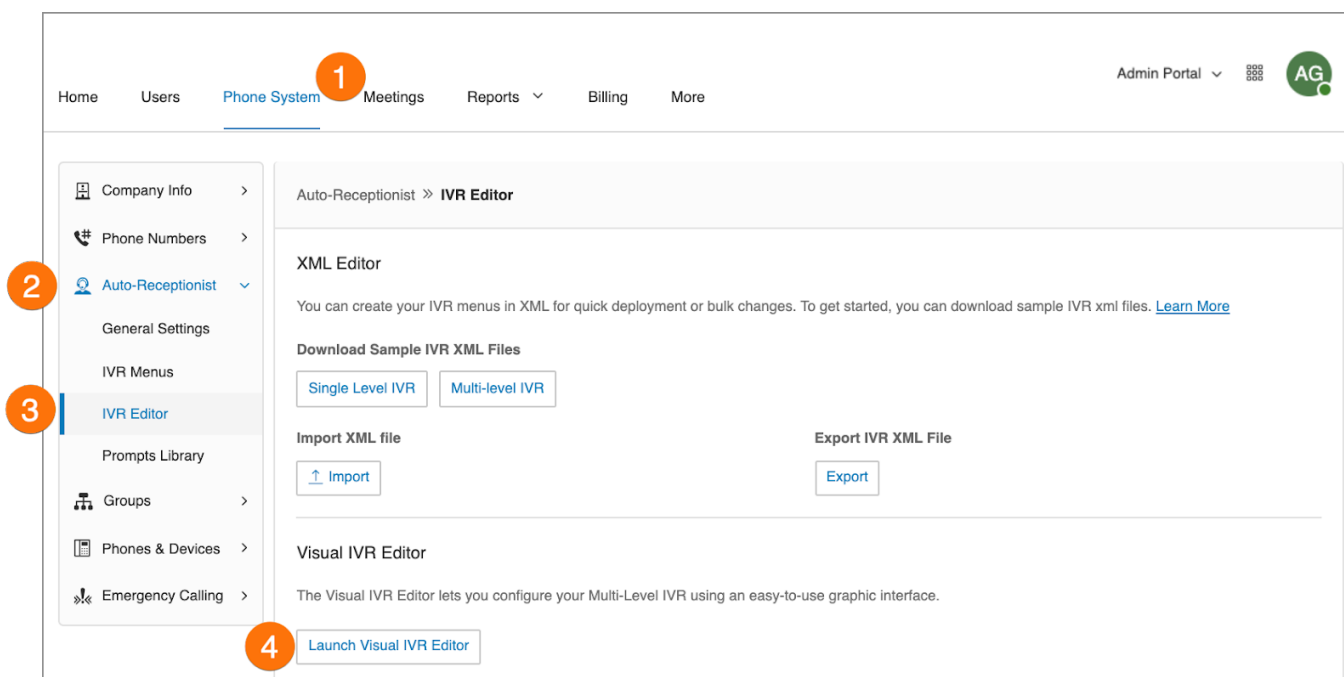 1
Admin Portal
AG
Home Users Phone System Meetings Reports Billing More
Company Info
Phone Numbers
2
Auto-Receptionist
General Settings
IVR Menus
3
IVR Editor
Prompts Library
Groups
Phones & Devices
Emergency Calling
Auto-Receptionist » IVR Editor
XML Editor
You can create your IVR menus in XML for quick deployment or bulk changes. To get started, you can download sample IVR xml files. Learn More
Download Sample IVR XML Files
Single Level IVR Multi-level IVR
Import XML file Export IVR XML File
Import Export
Visual IVR Editor
The Visual IVR Editor lets you configure your Multi-Level IVR using an easy-to-use graphic interface.
4
Launch Visual IVR Editor